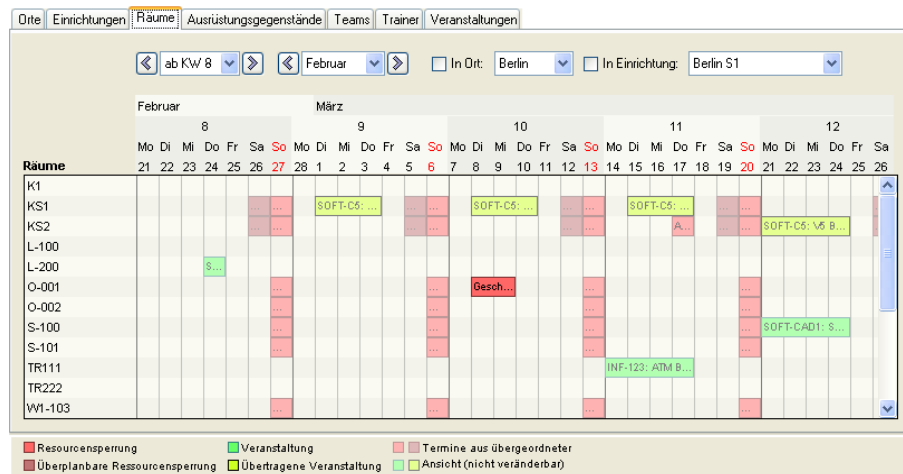 Orte Einrichtungen Räume Ausrüstungsgegenstände Teams Trainer Veranstaltungen
ab KW 8 Februar In Ort: Berlin In Einrichtung: Berlin S1
Februar März
8 9 10 11 12
Mo Di Mi Do Fr Sa So Mo Di Mi Do Fr Sa So Mo Di Mi Do Fr Sa So Mo Di Mi Do Fr Sa So Mo Di Mi Do Fr Sa
Räume 21 22 23 24 25 26 27 28 1 2 3 4 5 6 7 8 9 10 11 12 13 14 15 16 17 18 19 20 21 22 23 24 25 26
K1
KS1 ... ... SOFT-C5: ... ... ... SOFT-C5: ... ... ... SOFT-C5: ... ... ...
KS2 ... ... ... ... ... ... A... ... ... SOFT-C5: V5 B...
L-100
L-200 S...
O-001 ... ... Gesch... ... ...
O-002 ... ... ... ...
S-100 ... ... ... ... SOFT-CAD1: S...
S-101 ... ... ... ...
TR111 INF-123: ATM B...
TR222
W1-103 ... ... ... ...
Resourcensperrung Veranstaltung Termine aus übergeordneter
Überplanbare Ressourcensperrung Übertragene Veranstaltung Ansicht (nicht veränderbar)